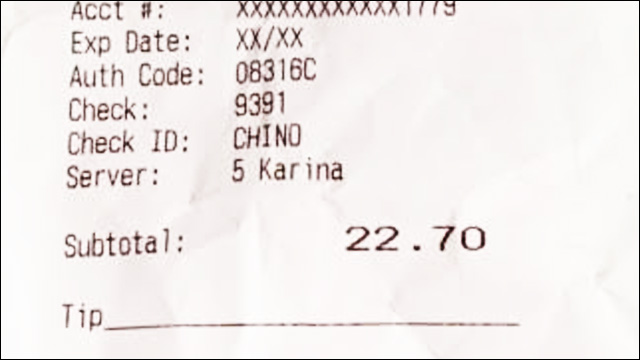 Acct #: XXXXXXXXXXXX1779
Exp Date: XX/XX
Auth Code: 08316C
Check: 9391
Check ID: CHINO
Server: 5 Karina
Subtotal: 22.70
Tip